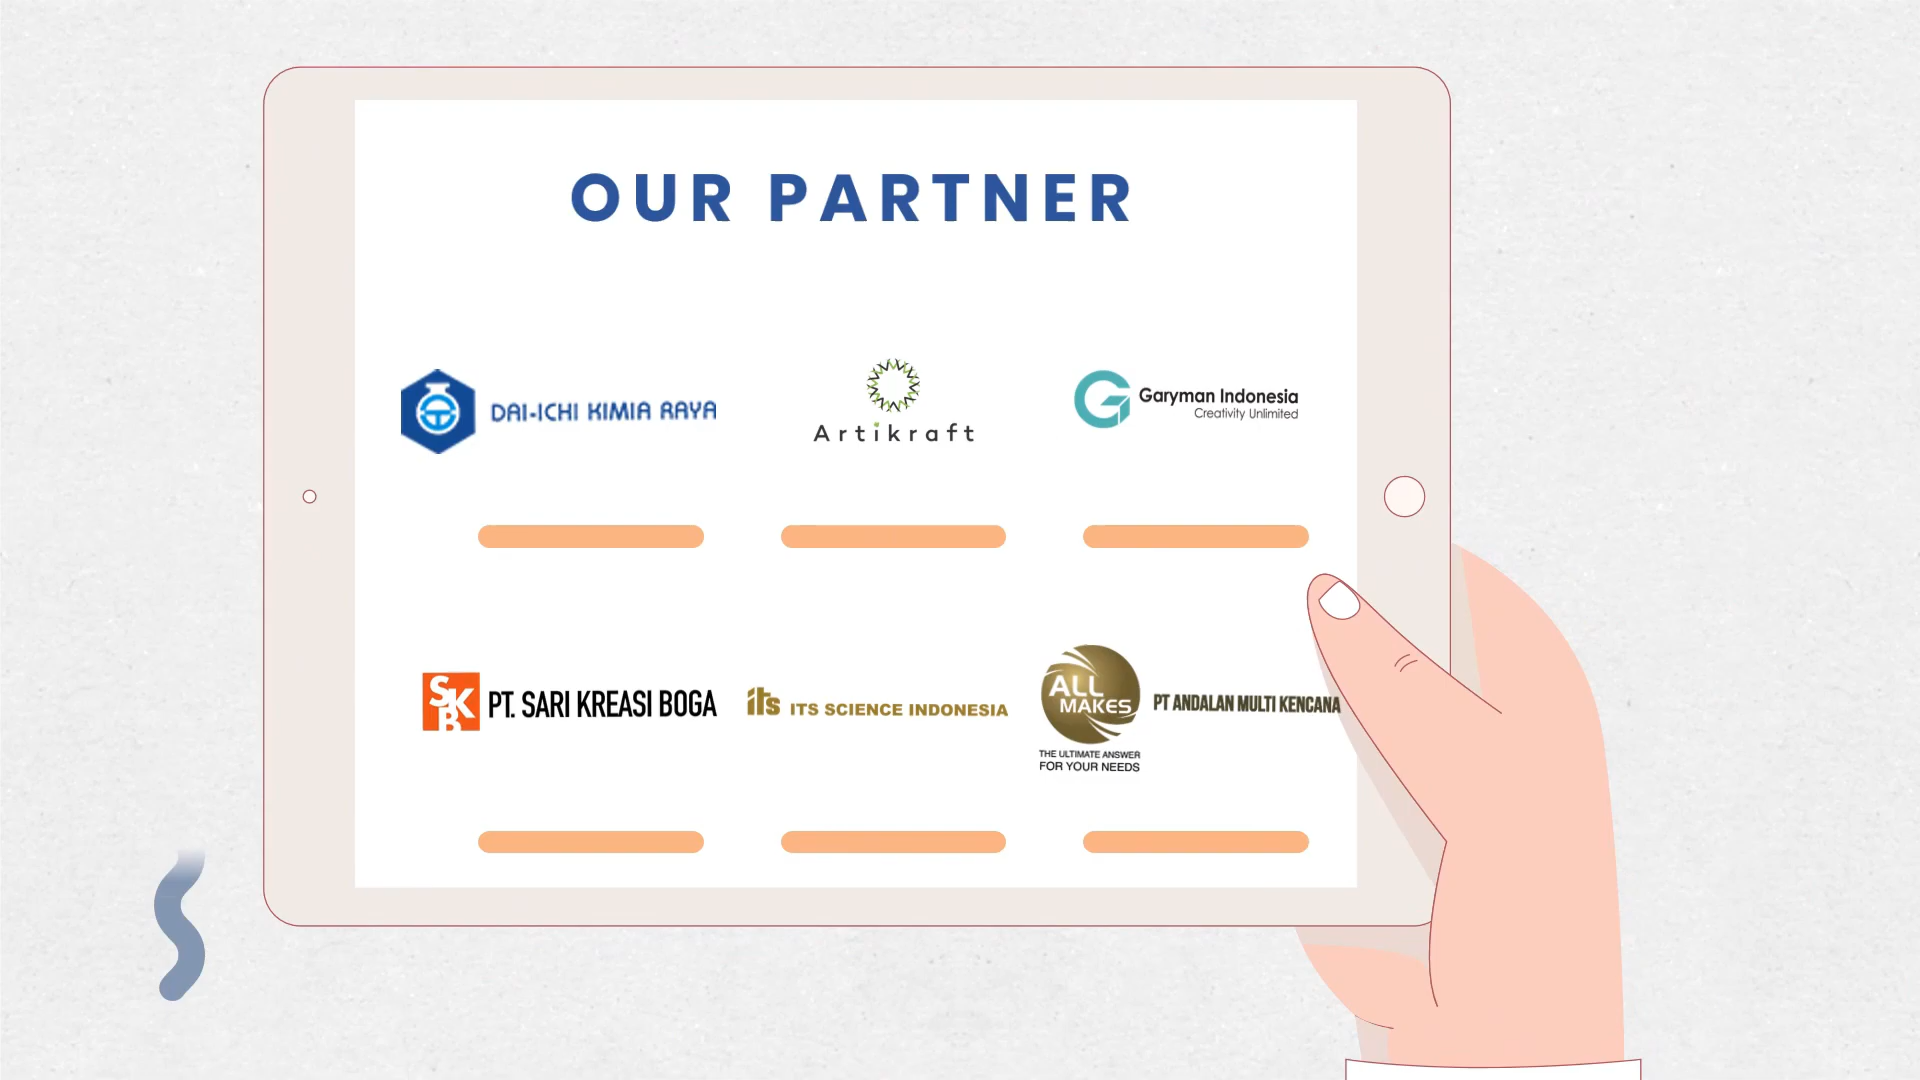 OUR PARTNER
DAI-ICHI KIMIA RAYA
Artikraft
Garyman Indonesia
Creativity Unlimited
SKB
PT. SARI KREASI BOGA
its
ITS SCIENCE INDONESIA
ALL
MAKES
THE ULTIMATE ANSWER
FOR YOUR NEEDS
PT ANDALAN MULTI KENCANA